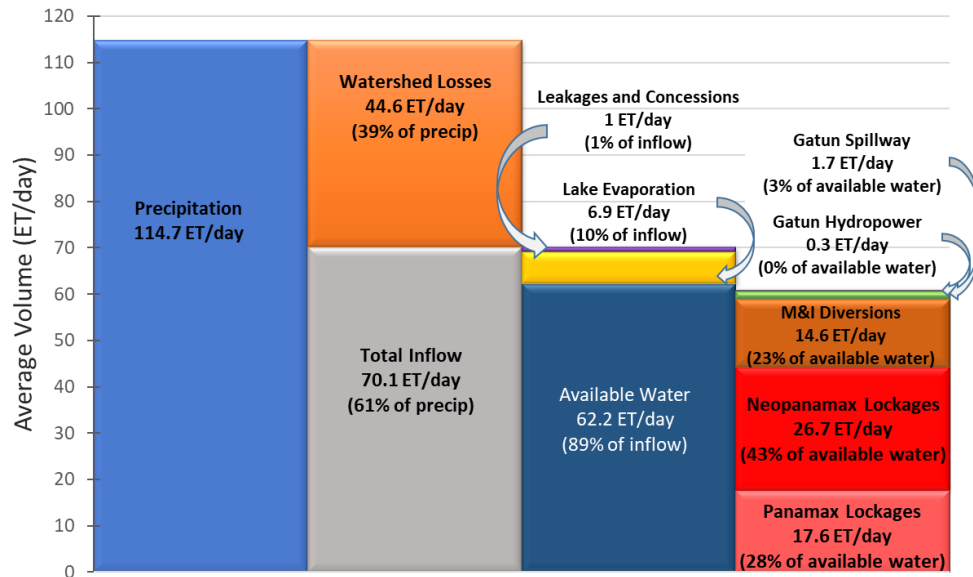 Average Volume (ET/day)
120
110
100
90
80
70
60
50
40
30
20
10
0
Precipitation
114.7 ET/day
Watershed Losses
44.6 ET/day
(39% of precip)
Total Inflow
70.1 ET/day
(61% of precip)
Leakages and Concessions
1 ET/day
(1% of inflow)
Lake Evaporation
6.9 ET/day
(10% of inflow)
Available Water
62.2 ET/day
(89% of inflow)
Gatun Spillway
1.7 ET/day
(3% of available water)
Gatun Hydropower
0.3 ET/day
(0% of available water)
M&I Diversions
14.6 ET/day
(23% of available water)
Neopanamax Lockages
26.7 ET/day
(43% of available water)
Panamax Lockages
17.6 ET/day
(28% of available water)